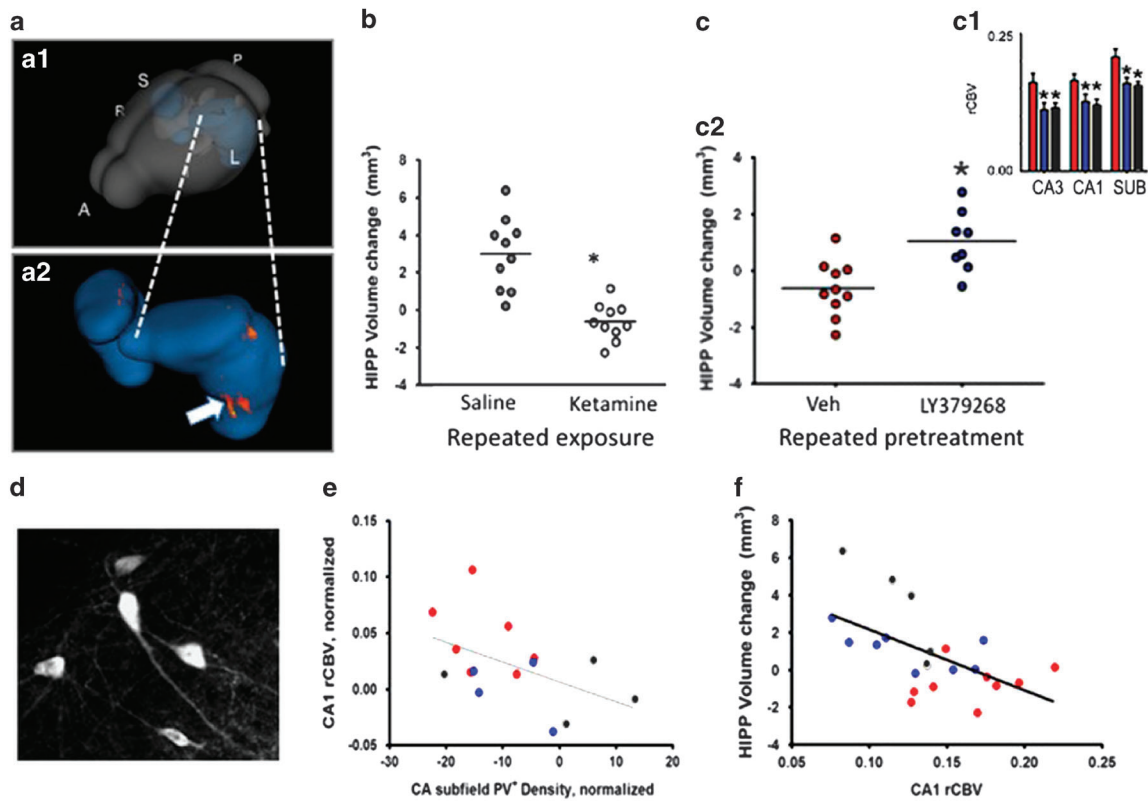 a
a1
P
S
R
L
A
a2
b
HIPP Volume change (mm³)
8
6
4
2
0
-2
-4
*
Saline
Ketamine
Repeated exposure
c
c1
rCBV
0.25
0.00
**
**
* *
CA3
CA1
SUB
c2
HIPP Volume change (mm³)
4
2
0
-2
-4
*
Veh
LY379268
Repeated pretreatment
d
e
CA1 rCBV, normalized
0.15
0.10
0.05
0.00
-0.05
-30
-20
-10
0
10
20
CA subfield PV⁺ Density, normalized
f
HIPP Volume change (mm³)
8
6
4
2
0
-2
-4
0.05
0.10
0.15
0.20
0.25
CA1 rCBV